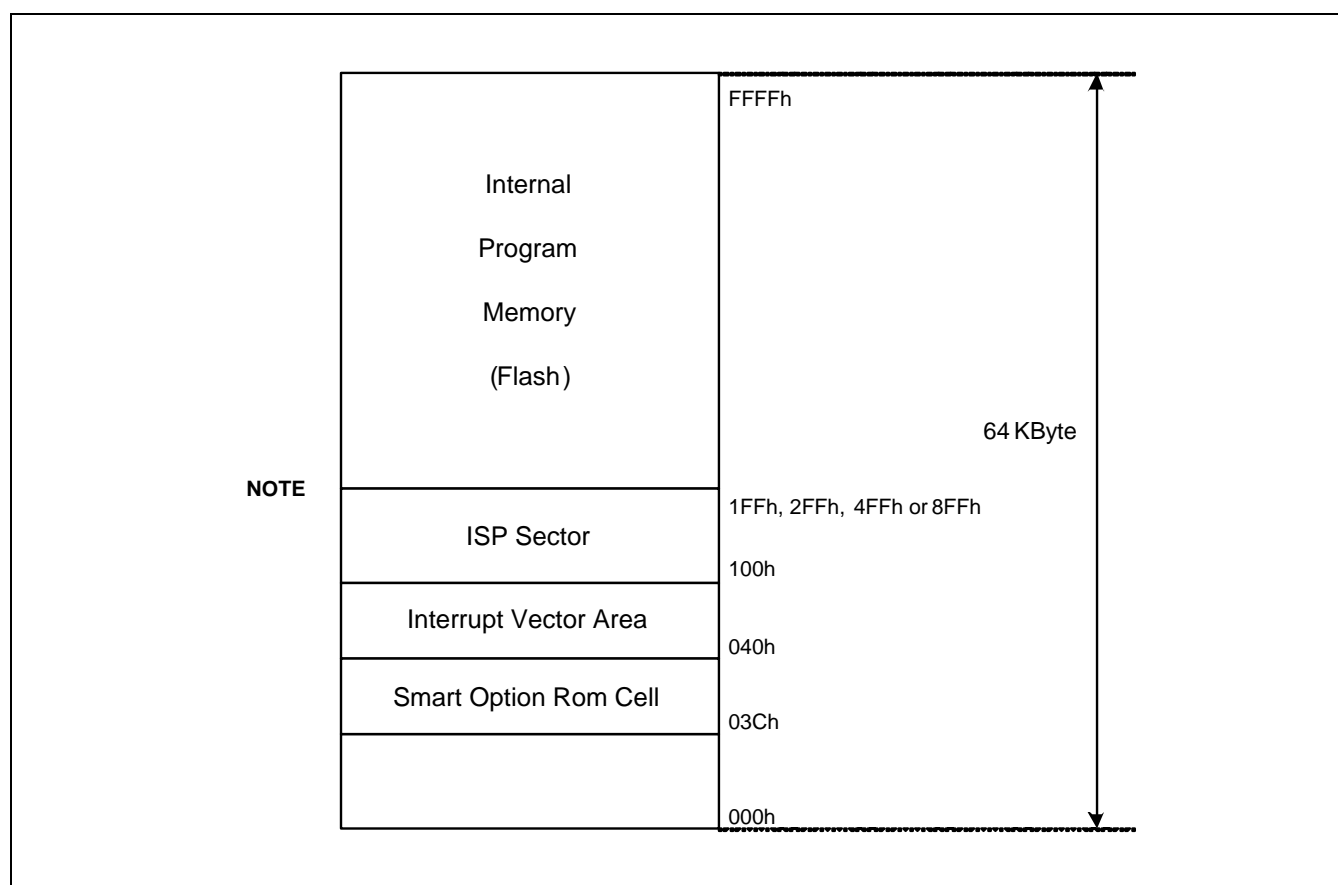 FFFFh
Internal
Program
Memory
(Flash)
64 KByte
NOTE
1FFh, 2FFh, 4FFh or 8FFh
ISP Sector
100h
Interrupt Vector Area
040h
Smart Option Rom Cell
03Ch
000h